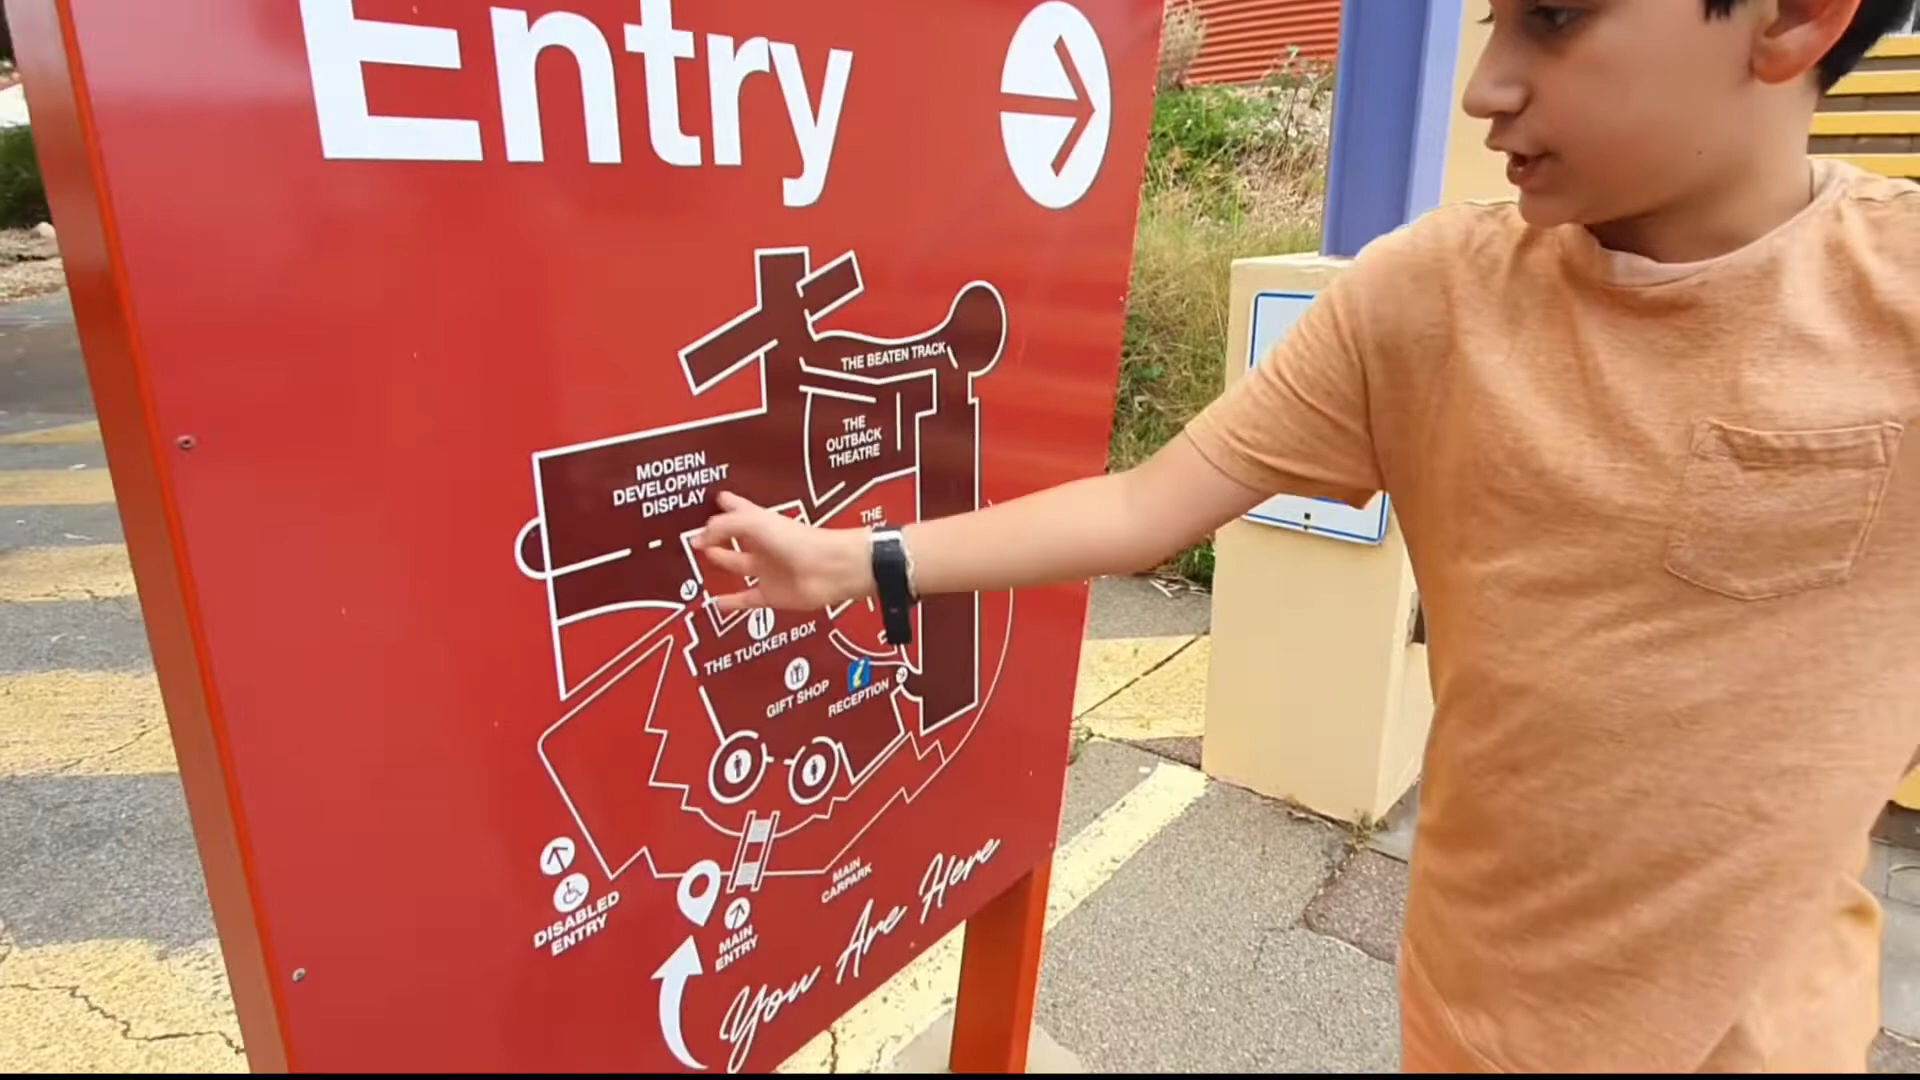 Entry
THE BEATEN TRACK
THE
OUTBACK
THEATRE
MODERN
DEVELOPMENT
DISPLAY
THE
THE TUCKER BOX
GIFT SHOP
RECEPTION
MAIN
CARPARK
DISABLED
ENTRY
MAIN
ENTRY
You Are Here